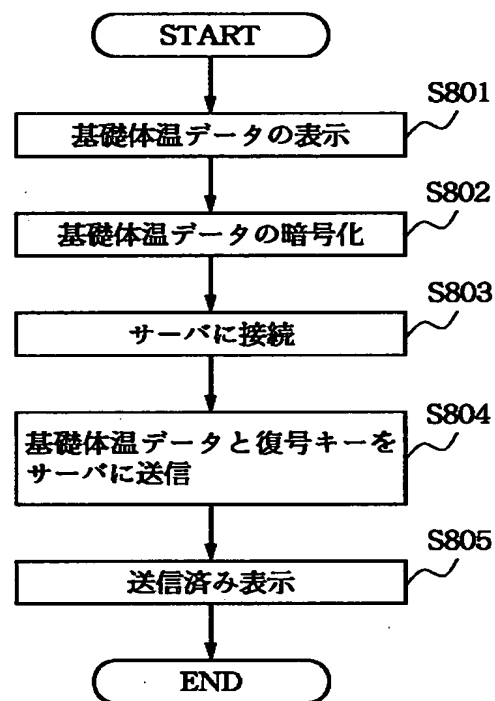 START
S801
基礎体温データの表示
S802
基礎体温データの暗号化
S803
サーバに接続
S804
基礎体温データと復号キーを
サーバに送信
S805
送信済み表示
END